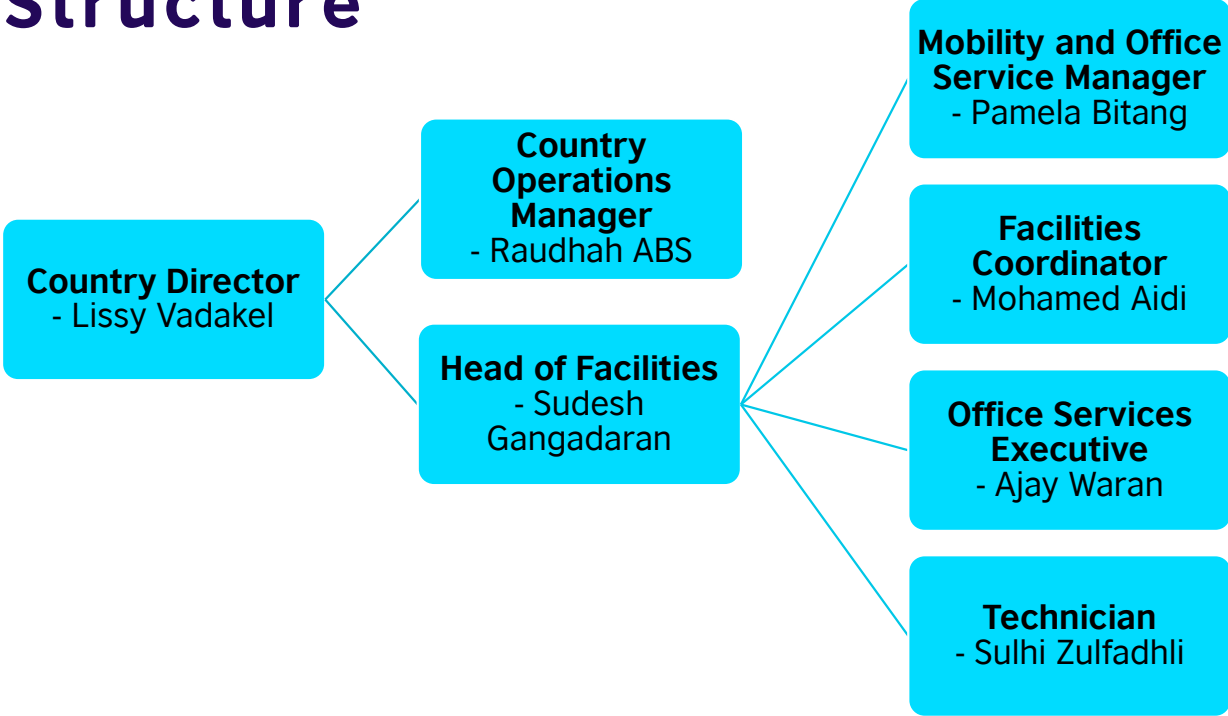 Structure
Country Director
- Lissy Vadakel
Country
Operations
Manager
- Raudhah ABS
Head of Facilities
- Sudesh
Gangadaran
Mobility and Office
Service Manager
- Pamela Bitang
Facilities
Coordinator
- Mohamed Aidi
Office Services
Executive
- Ajay Waran
Technician
- Sulhi Zulfadhli